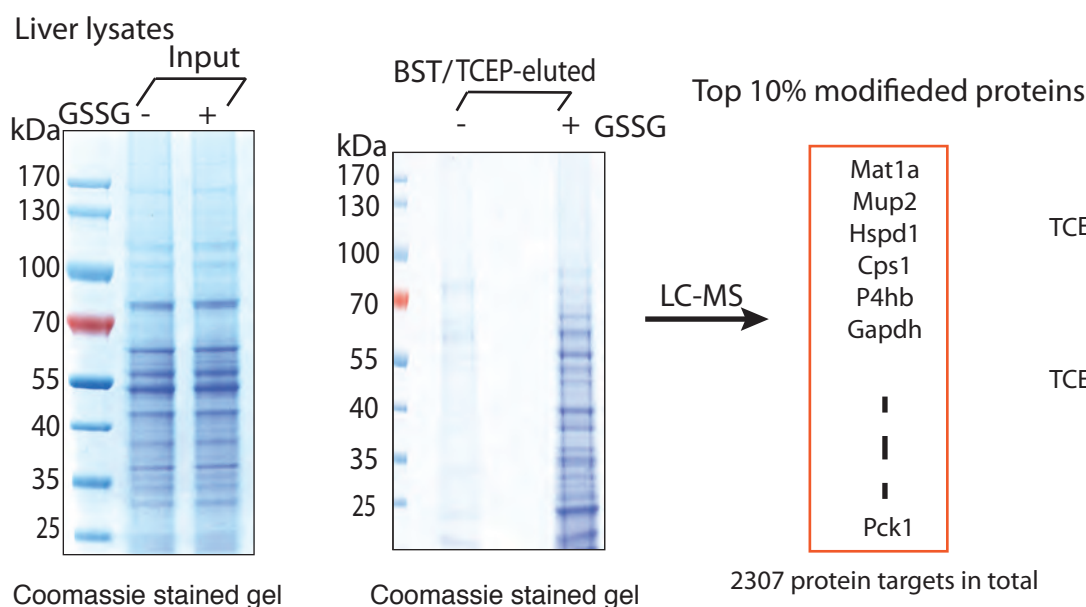 Liver lysates
Input
GSSG - +
kDa
170
130
100
70
55
40
35
25
Coomassie stained gel
BST/TCEP-eluted
- + GSSG
kDa
170
130
100
70
55
40
35
25
Coomassie stained gel
LC-MS
Top 10% modifieded proteins
Mat1a
Mup2
Hspd1
Cps1
P4hb
Gapdh
Pck1
2307 protein targets in total
TCE
TCE